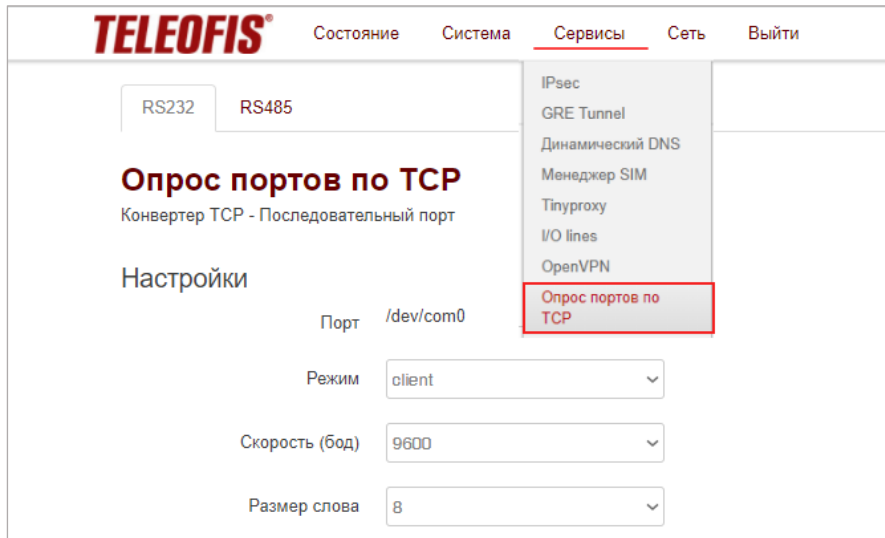 TELEOFIS®
Состояние Система Сервисы Сеть Выйти
IPsec
GRE Tunnel
Динамический DNS
Менеджер SIM
Tinyproxy
I/O lines
OpenVPN
Опрос портов по
TCP
RS232 RS485
Опрос портов по TCP
Конвертер TCP - Последовательный порт
Настройки
Порт /dev/com0
Режим client
Скорость (бод) 9600
Размер слова 8